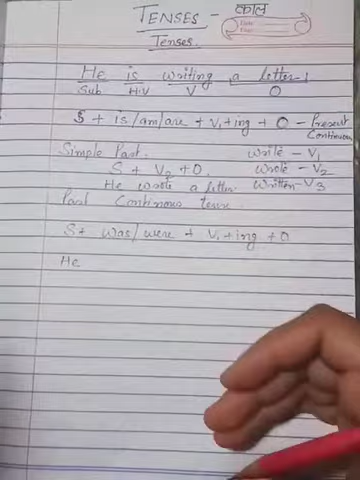 TENSES - काल
Tenses.
Date
He is writing a letter.
Sub H.V V O
S + is/am/are + V1 + ing + O - Present Continuous
Simple Past. write - V1
S + V2 + O. wrote - V2
He wrote a letter. written - V3
Past Continuous tense
S + was/were + V1 + ing + O
He